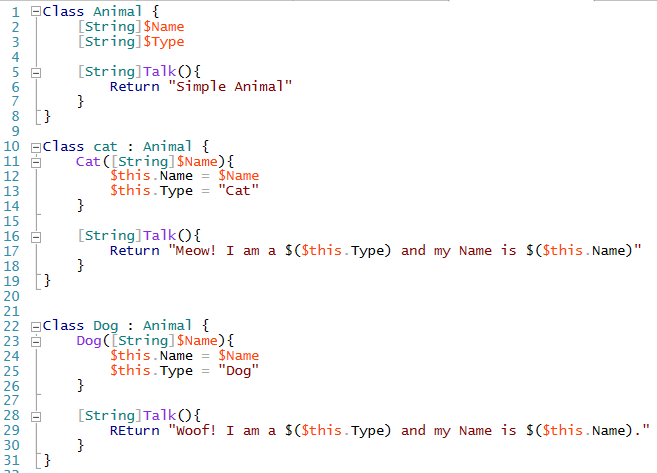 1 Class Animal {
2 [String]$Name
3 [String]$Type
4
5 [String]Talk(){
6 Return "Simple Animal"
7 }
8 }
9
10 Class cat : Animal {
11 Cat([String]$Name){
12 $this.Name = $Name
13 $this.Type = "Cat"
14 }
15
16 [String]Talk(){
17 Return "Meow! I am a $($this.Type) and my Name is $($this.Name)"
18 }
19 }
20
21
22 Class Dog : Animal {
23 Dog([String]$Name){
24 $this.Name = $Name
25 $this.Type = "Dog"
26 }
27
28 [String]Talk(){
29 REturn "Woof! I am a $($this.Type) and my Name is $($this.Name)."
30 }
31 }